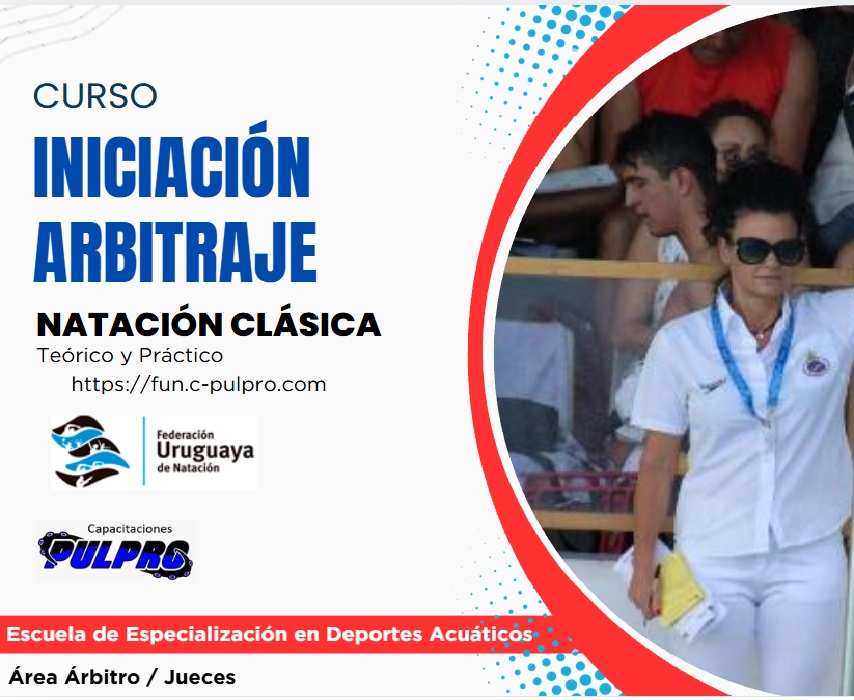 CURSO
INICIACIÓN
ARBITRAJE
NATACIÓN CLÁSICA
Teórico y Práctico
https://fun.c-pulpro.com
Federación
Uruguaya
de Natación
Capacitaciones
PULPRO
Escuela de Especialización en Deportes Acuáticos
Área Árbitro / Jueces